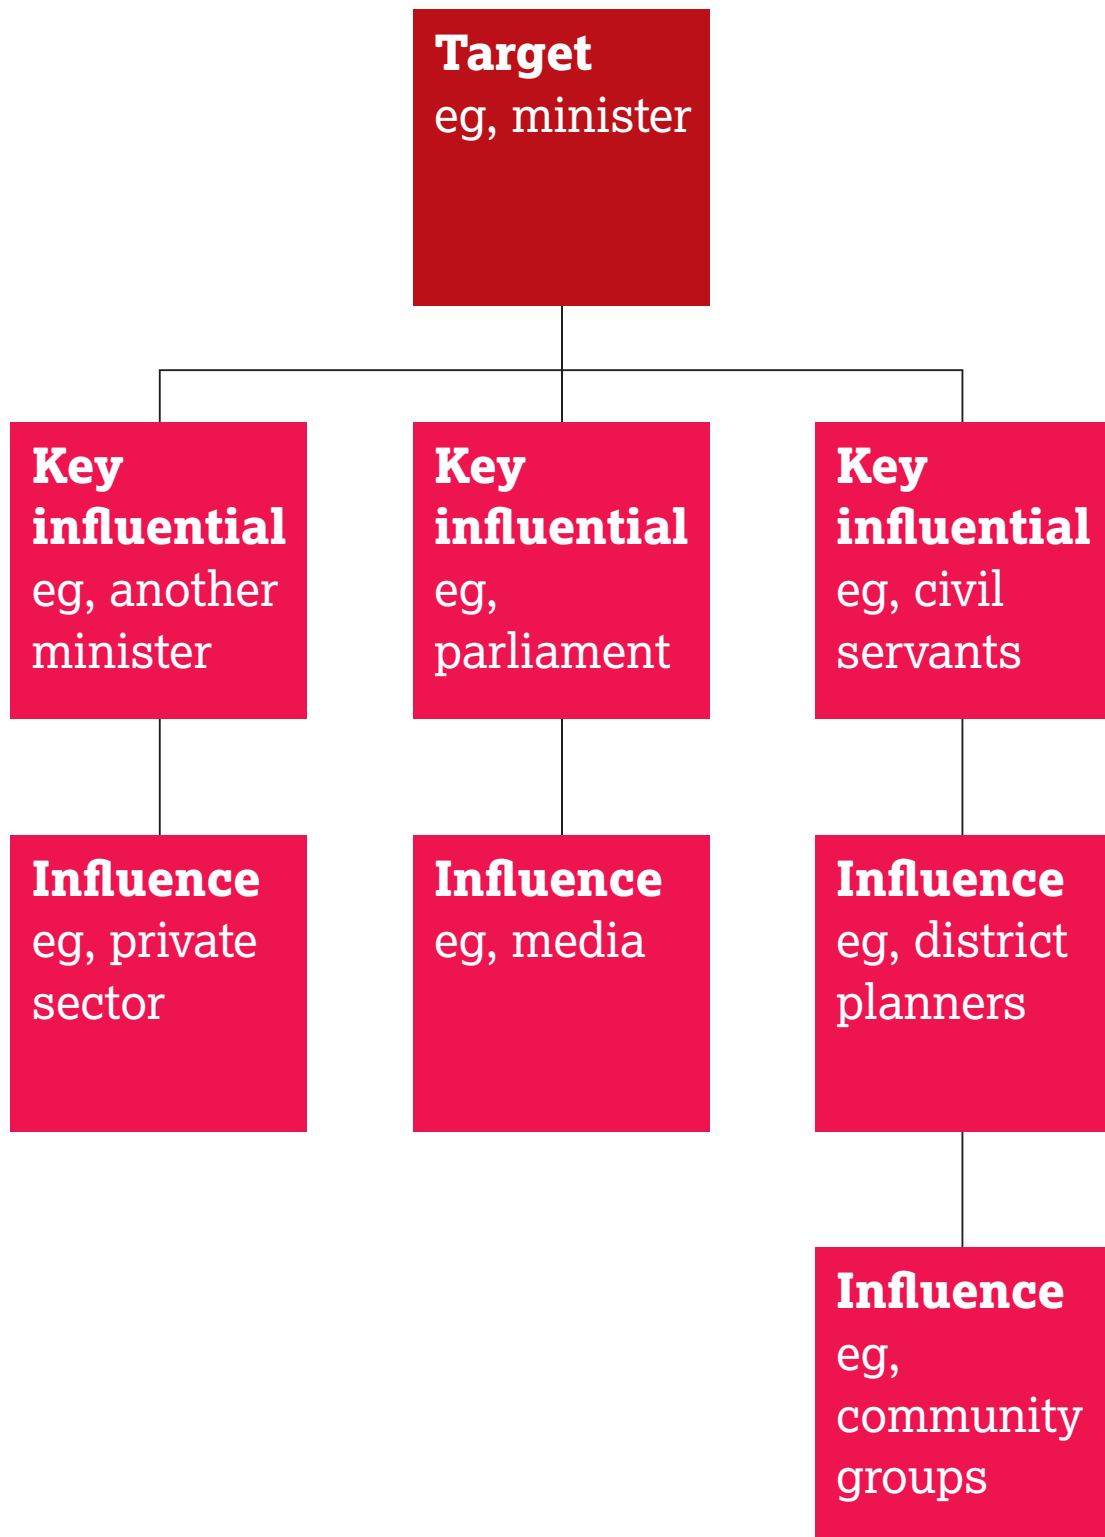 Target
eg, minister
Key
influential
eg, another
minister
Key
influential
eg,
parliament
Key
influential
eg, civil
servants
Influence
eg, private
sector
Influence
eg, media
Influence
eg, district
planners
Influence
eg,
community
groups